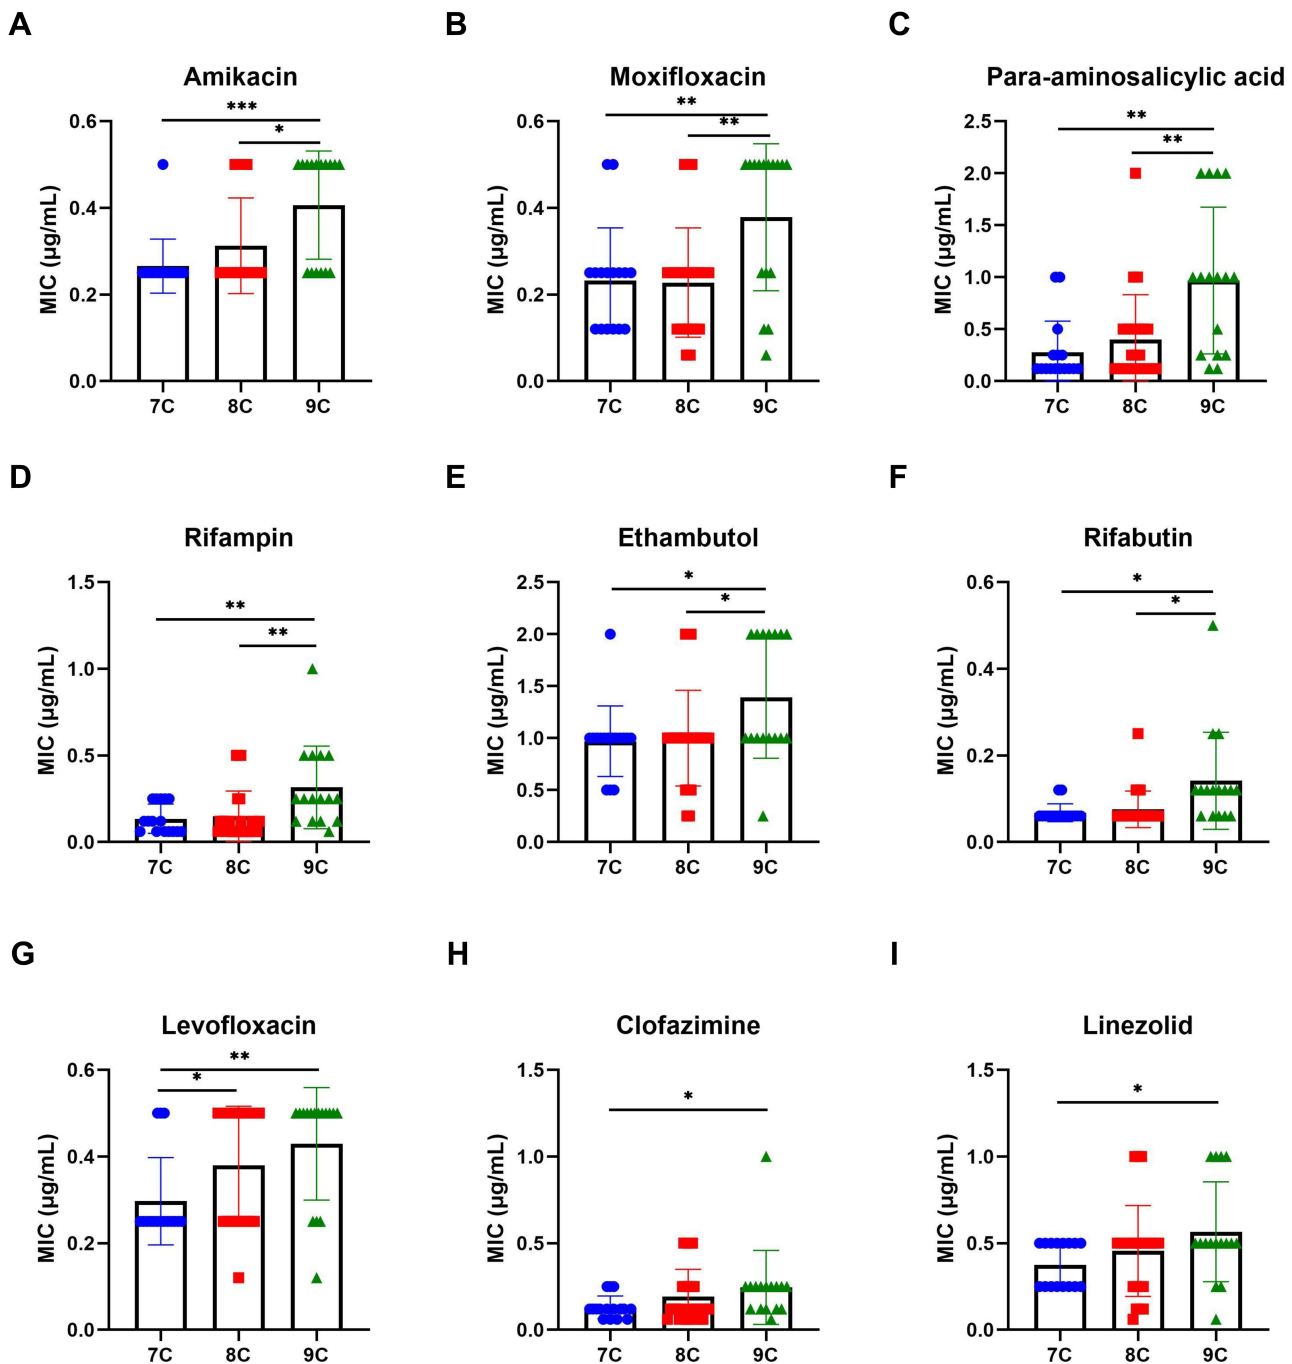 A
B
C
Amikacin
Moxifloxacin
Para-aminosalicylic acid
***
*
**
**
**
**
MIC (µg/mL)
0.6
0.4
0.2
0.0
7C
8C
9C
MIC (µg/mL)
0.6
0.4
0.2
0.0
7C
8C
9C
MIC (µg/mL)
2.5
2.0
1.5
1.0
0.5
0.0
7C
8C
9C
D
E
F
Rifampin
Ethambutol
Rifabutin
**
**
*
*
*
*
MIC (µg/mL)
1.5
1.0
0.5
0.0
7C
8C
9C
MIC (µg/mL)
2.5
2.0
1.5
1.0
0.5
0.0
7C
8C
9C
MIC (µg/mL)
0.6
0.4
0.2
0.0
7C
8C
9C
G
H
I
Levofloxacin
Clofazimine
Linezolid
**
*
*
*
MIC (µg/mL)
0.6
0.4
0.2
0.0
7C
8C
9C
MIC (µg/mL)
1.5
1.0
0.5
0.0
7C
8C
9C
MIC (µg/mL)
1.5
1.0
0.5
0.0
7C
8C
9C